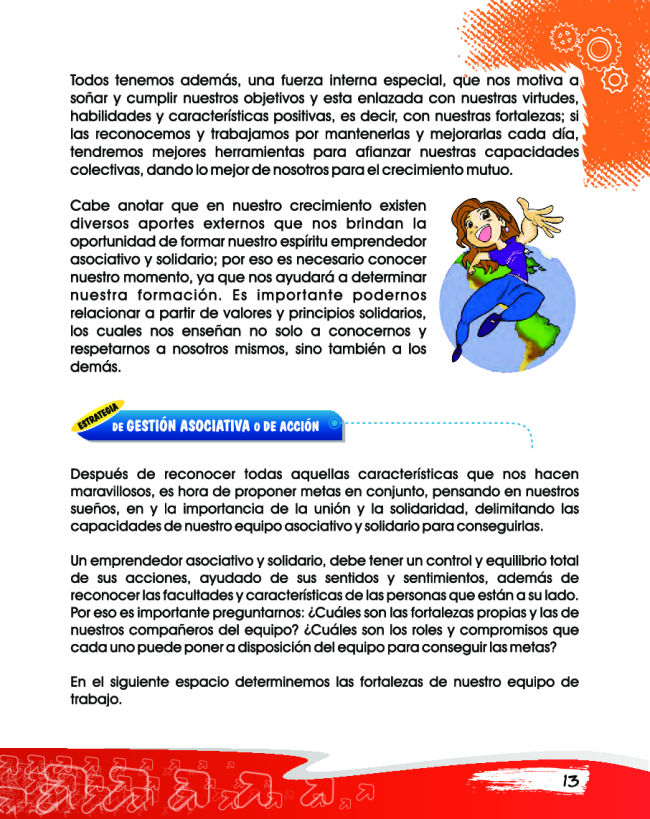 Todos tenemos además, una fuerza interna especial, que nos motiva a
soñar y cumplir nuestros objetivos y esta enlazada con nuestras virtudes,
habilidades y características positivas, es decir, con nuestras fortalezas; si
las reconocemos y trabajamos por mantenerlas y mejorarlas cada día,
tendremos mejores herramientas para afianzar nuestras capacidades
colectivas, dando lo mejor de nosotros para el crecimiento mutuo.
Cabe anotar que en nuestro crecimiento existen
diversos aportes externos que nos brindan la
oportunidad de formar nuestro espíritu emprendedor
asociativo y solidario; por eso es necesario conocer
nuestro momento, ya que nos ayudará a determinar
nuestra formación. Es importante podernos
relacionar a partir de valores y principios solidarios,
los cuales nos enseñan no solo a conocernos y
respetarnos a nosotros mismos, sino también a los
demás.
ESTRATEGIA
DE GESTIÓN ASOCIATIVA O DE ACCIÓN
Después de reconocer todas aquellas características que nos hacen
maravillosos, es hora de proponer metas en conjunto, pensando en nuestros
sueños, en y la importancia de la unión y la solidaridad, delimitando las
capacidades de nuestro equipo asociativo y solidario para conseguirlas.
Un emprendedor asociativo y solidario, debe tener un control y equilibrio total
de sus acciones, ayudado de sus sentidos y sentimientos, además de
reconocer las facultades y características de las personas que están a su lado.
Por eso es importante preguntarnos: ¿Cuáles son las fortalezas propias y las de
nuestros compañeros del equipo? ¿Cuáles son los roles y compromisos que
cada uno puede poner a disposición del equipo para conseguir las metas?
En el siguiente espacio determinemos las fortalezas de nuestro equipo de
trabajo.
13